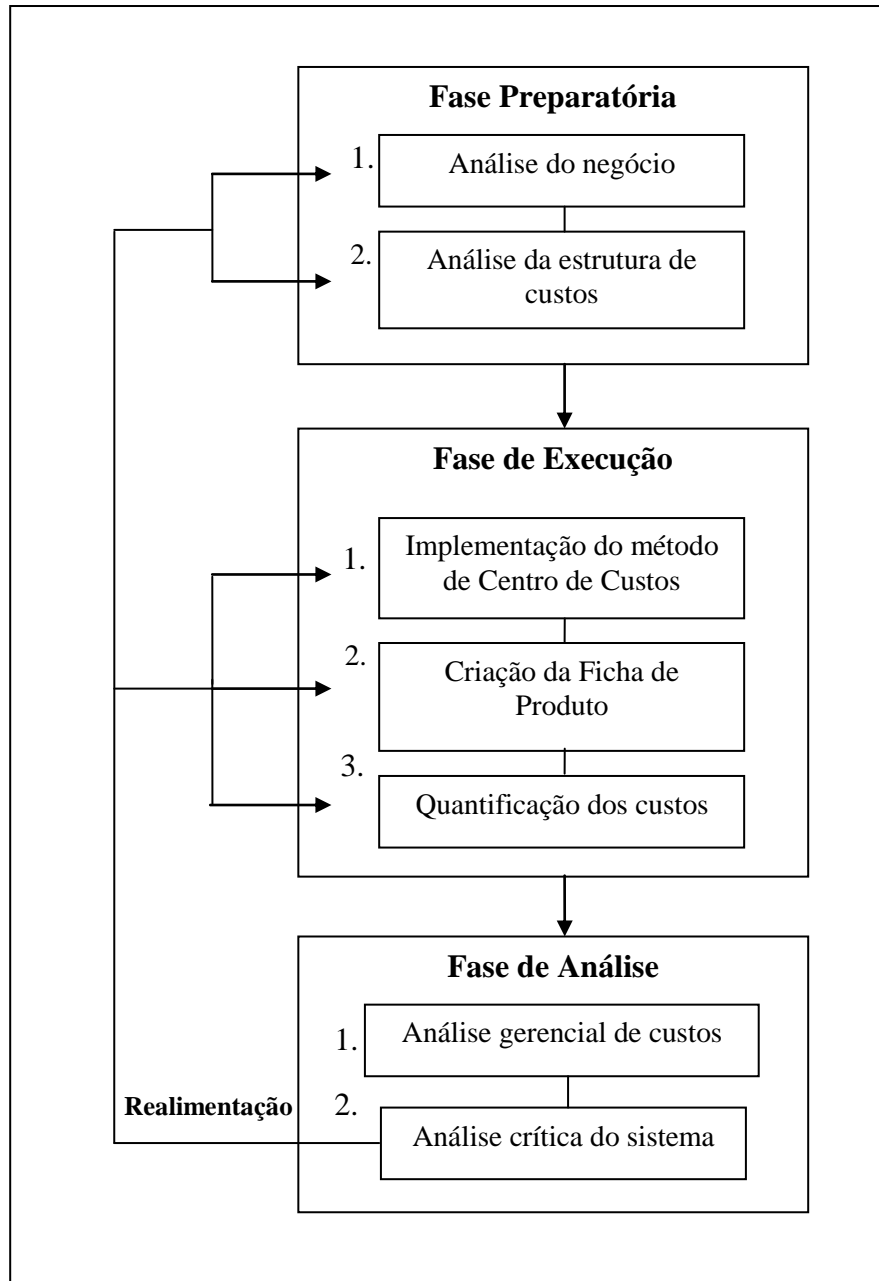 Fase Preparatória
1.
Análise do negócio
2.
Análise da estrutura de
custos
Fase de Execução
1.
Implementação do método
de Centro de Custos
2.
Criação da Ficha de
Produto
3.
Quantificação dos custos
Fase de Análise
1.
Análise gerencial de custos
Realimentação
2.
Análise crítica do sistema